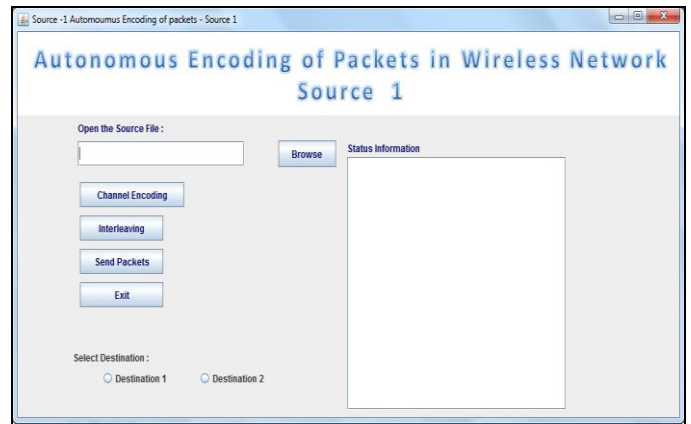 Source -1 Automoumus Encoding of packets - Source 1
Autonomous Encoding of Packets in Wireless Network
Source 1
Open the Source File :
Browse
Status Information
Channel Encoding
Interleaving
Send Packets
Exit
Select Destination :
Destination 1 Destination 2